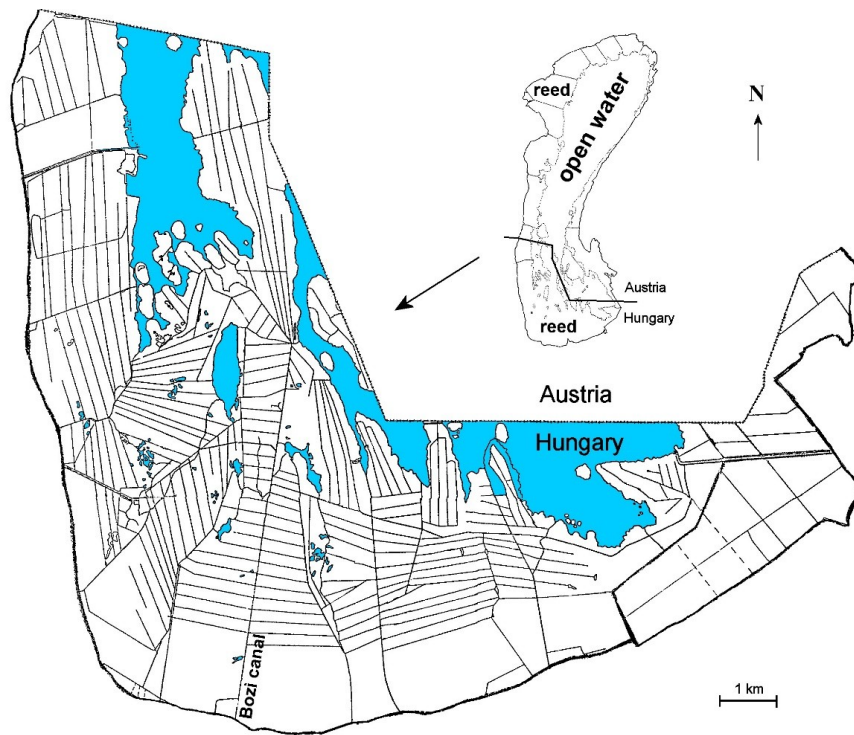 reed
open water
N
Austria
Hungary
reed
Austria
Hungary
Bozi canal
1 km